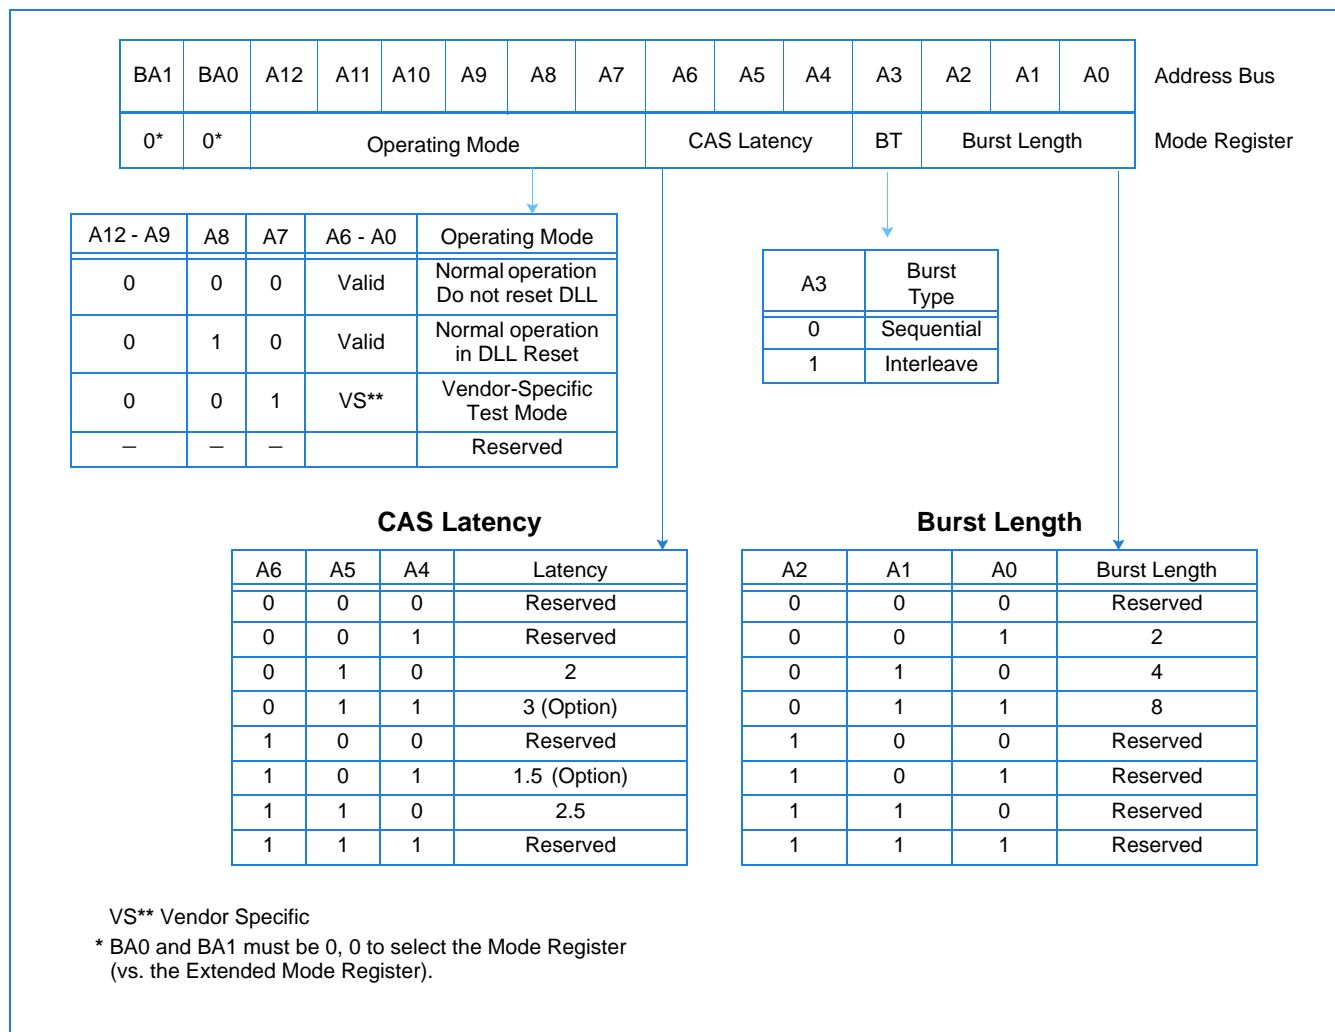 BA1 BA0 A12 A11 A10 A9 A8 A7 A6 A5 A4 A3 A2 A1 A0 Address Bus
0* 0* Operating Mode CAS Latency BT Burst Length Mode Register
A12 - A9 A8 A7 A6 - A0 Operating Mode
0 0 0 Valid Normal operation
Do not reset DLL
0 1 0 Valid Normal operation
in DLL Reset
0 0 1 VS** Vendor-Specific
Test Mode
— — — Reserved
A3 Burst
Type
0 Sequential
1 Interleave
CAS Latency
A6 A5 A4 Latency
0 0 0 Reserved
0 0 1 Reserved
0 1 0 2
0 1 1 3 (Option)
1 0 0 Reserved
1 0 1 1.5 (Option)
1 1 0 2.5
1 1 1 Reserved
Burst Length
A2 A1 A0 Burst Length
0 0 0 Reserved
0 0 1 2
0 1 0 4
0 1 1 8
1 0 0 Reserved
1 0 1 Reserved
1 1 0 Reserved
1 1 1 Reserved
VS** Vendor Specific
* BA0 and BA1 must be 0, 0 to select the Mode Register
(vs. the Extended Mode Register).